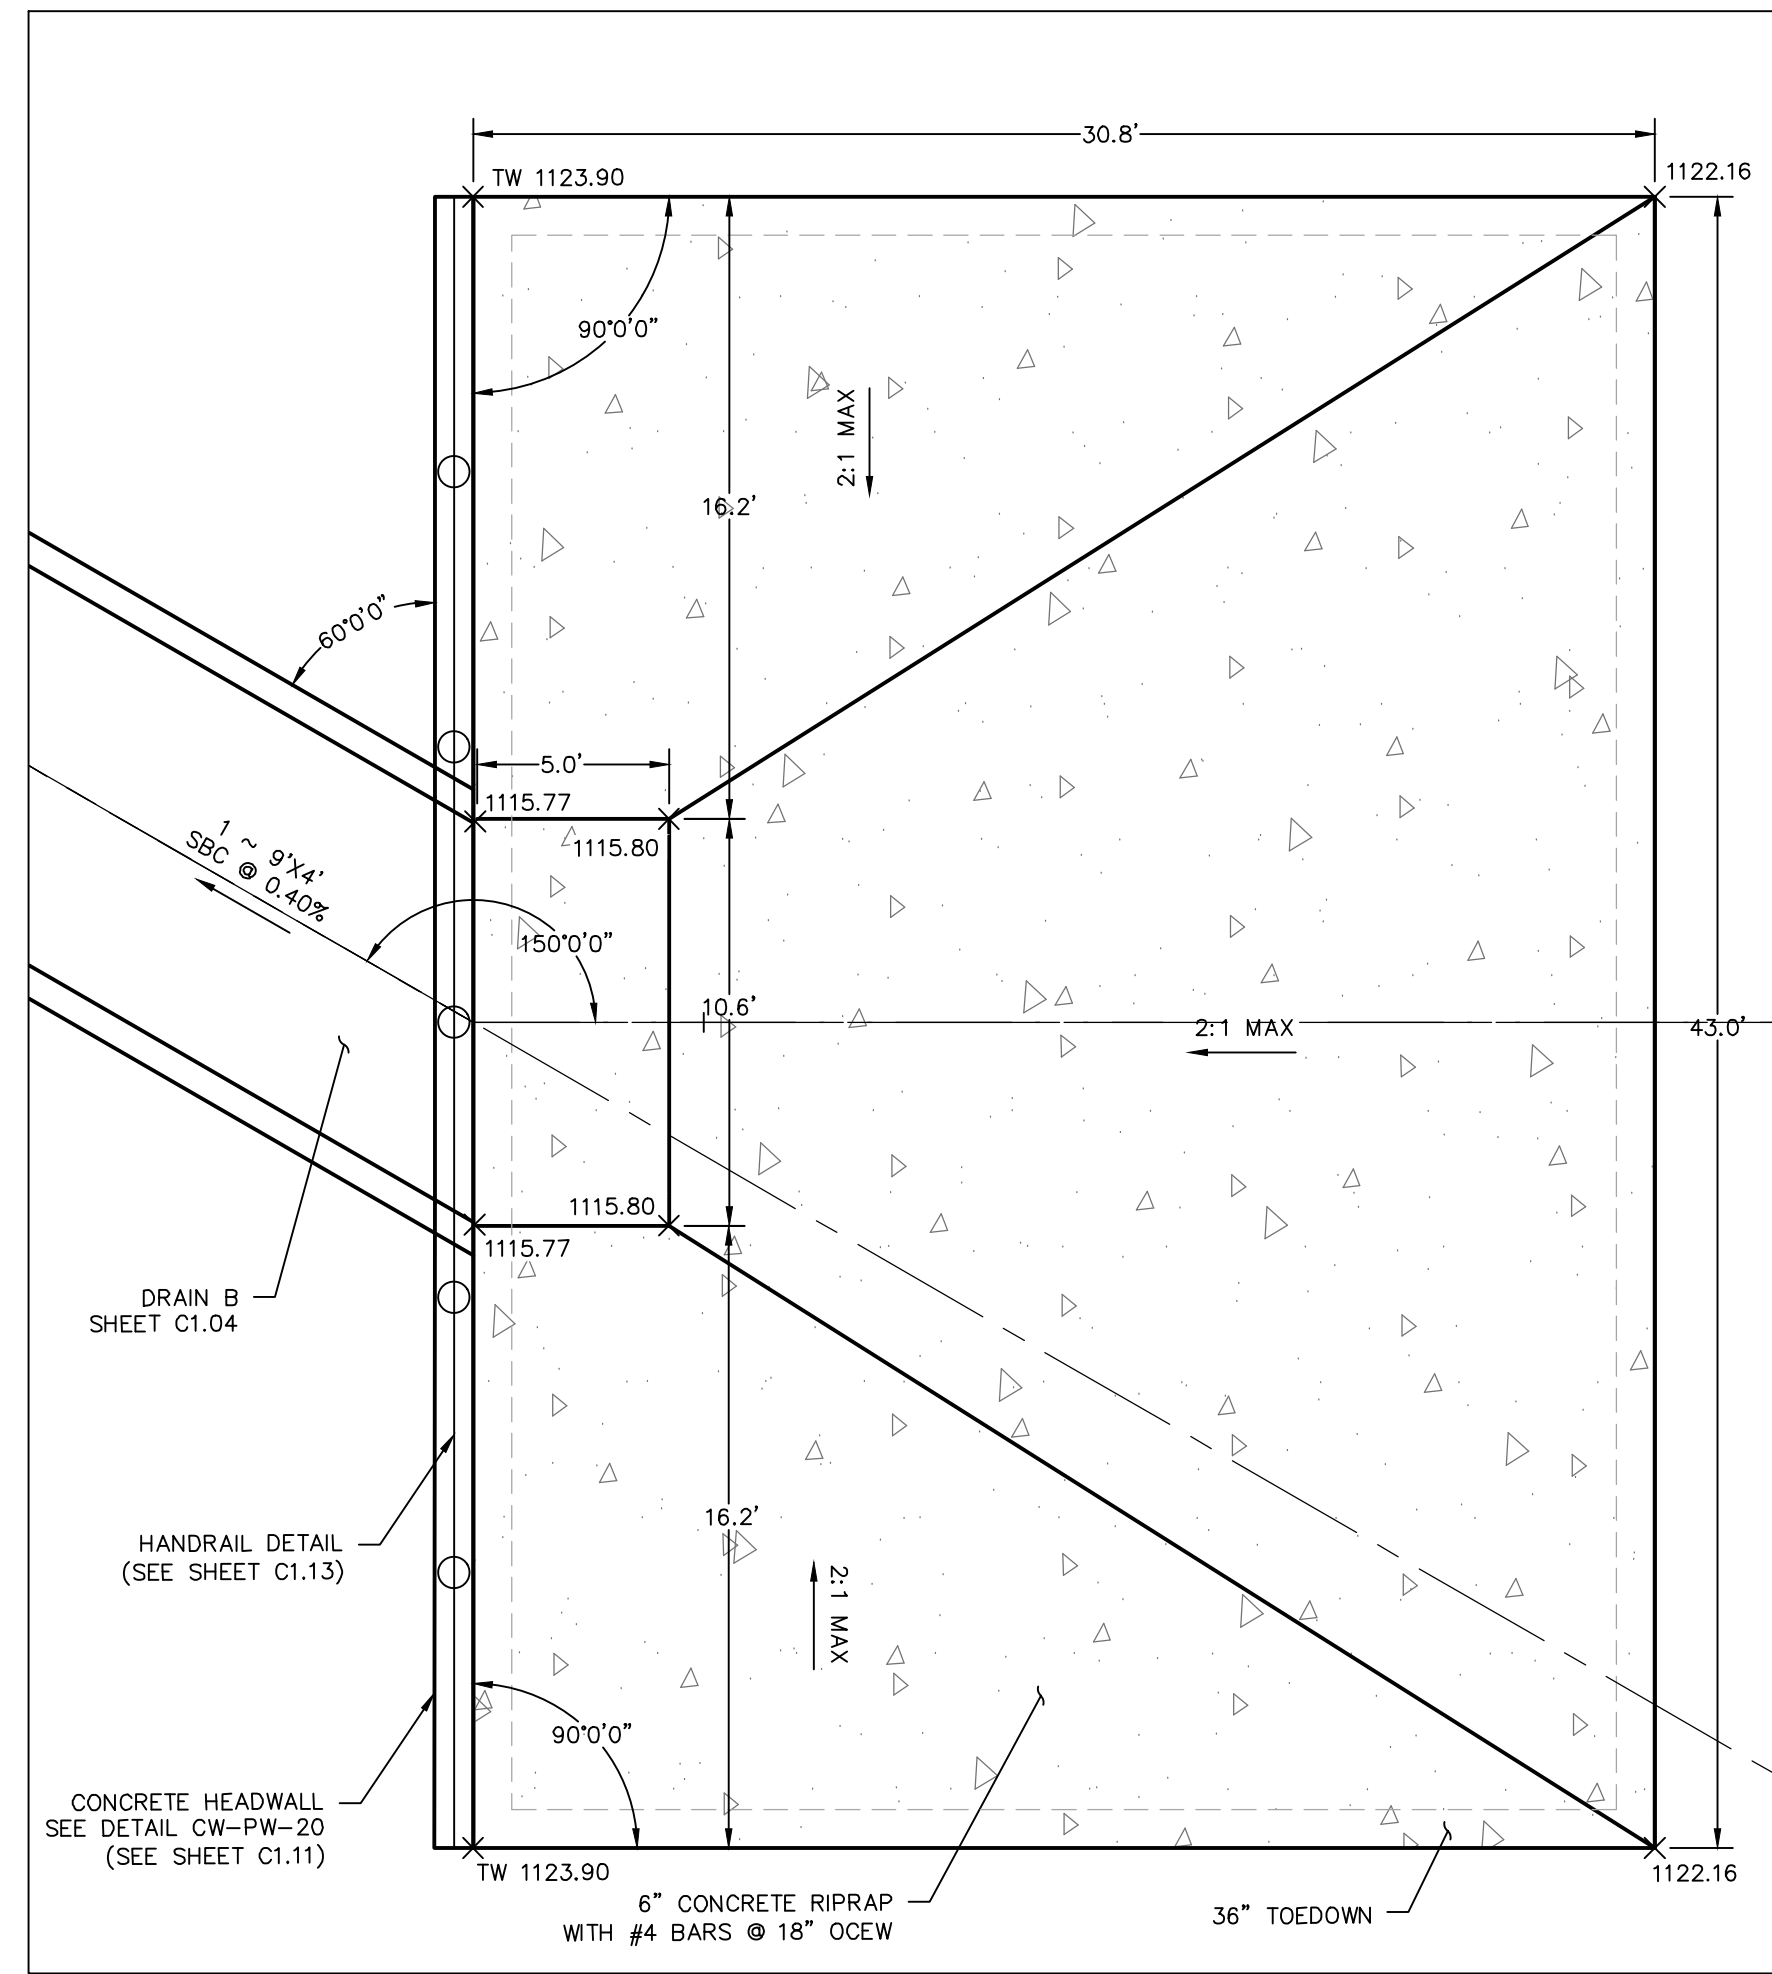 30.8'
TW 1123.90
1122.16
90°0'0"
2:1 MAX
16.2'
60°0'0"
5.0'
1115.77
1115.80
1 ~ 9'X4'
SBC @ 0.40%
150°0'0"
10.6'
2:1 MAX
43.0'
1115.80
1115.77
DRAIN B
SHEET C1.04
16.2'
HANDRAIL DETAIL
(SEE SHEET C1.13)
2:1 MAX
90°0'0"
CONCRETE HEADWALL
SEE DETAIL CW-PW-20
(SEE SHEET C1.11)
TW 1123.90
1122.16
6" CONCRETE RIPRAP
WITH #4 BARS @ 18" OCEW
36" TOEDOWN